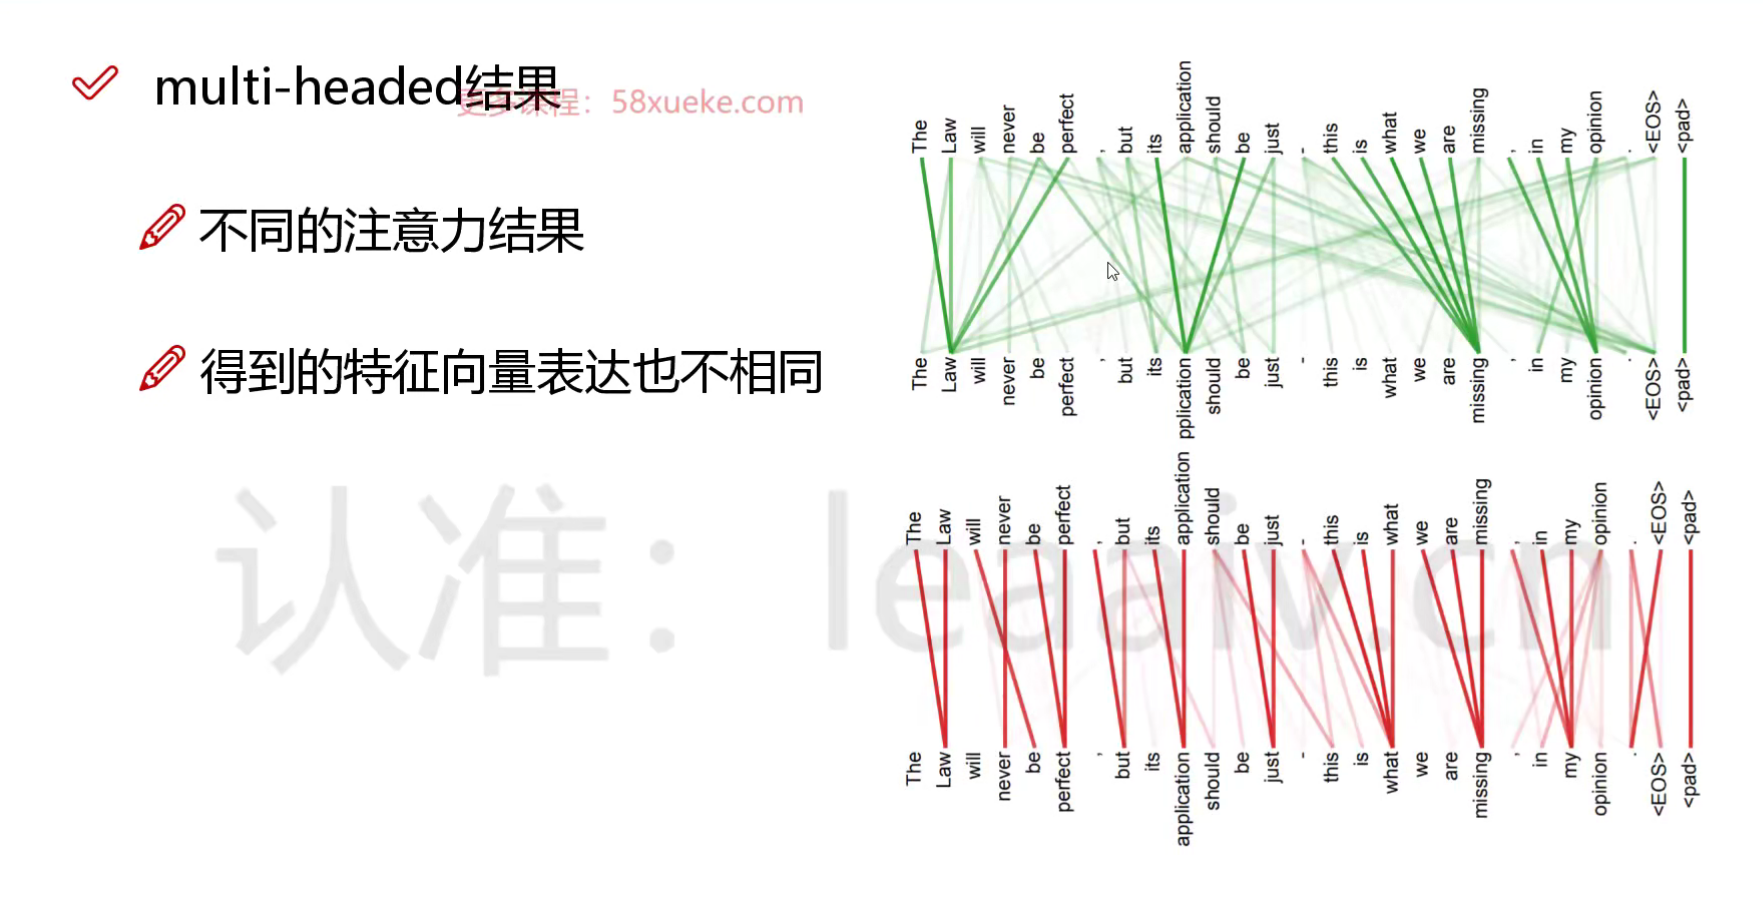 multi-headed结果
更多课程：58xueke.com
不同的注意力结果
得到的特征向量表达也不相同
认准：leaaiv.cn
The Law will never be perfect , but its application should be just - this is what we are missing , in my opinion . <EOS> <pad>
The Law will never be perfect , but its pplication should be just - this is what we are missing , in my opinion . <EOS> <pad>
The Law will never be perfect , but its application should be just - this is what we are missing , in my opinion . <EOS> <pad>
The Law will never be perfect , but its application should be just - this is what we are missing , in my opinion . <EOS> <pad>